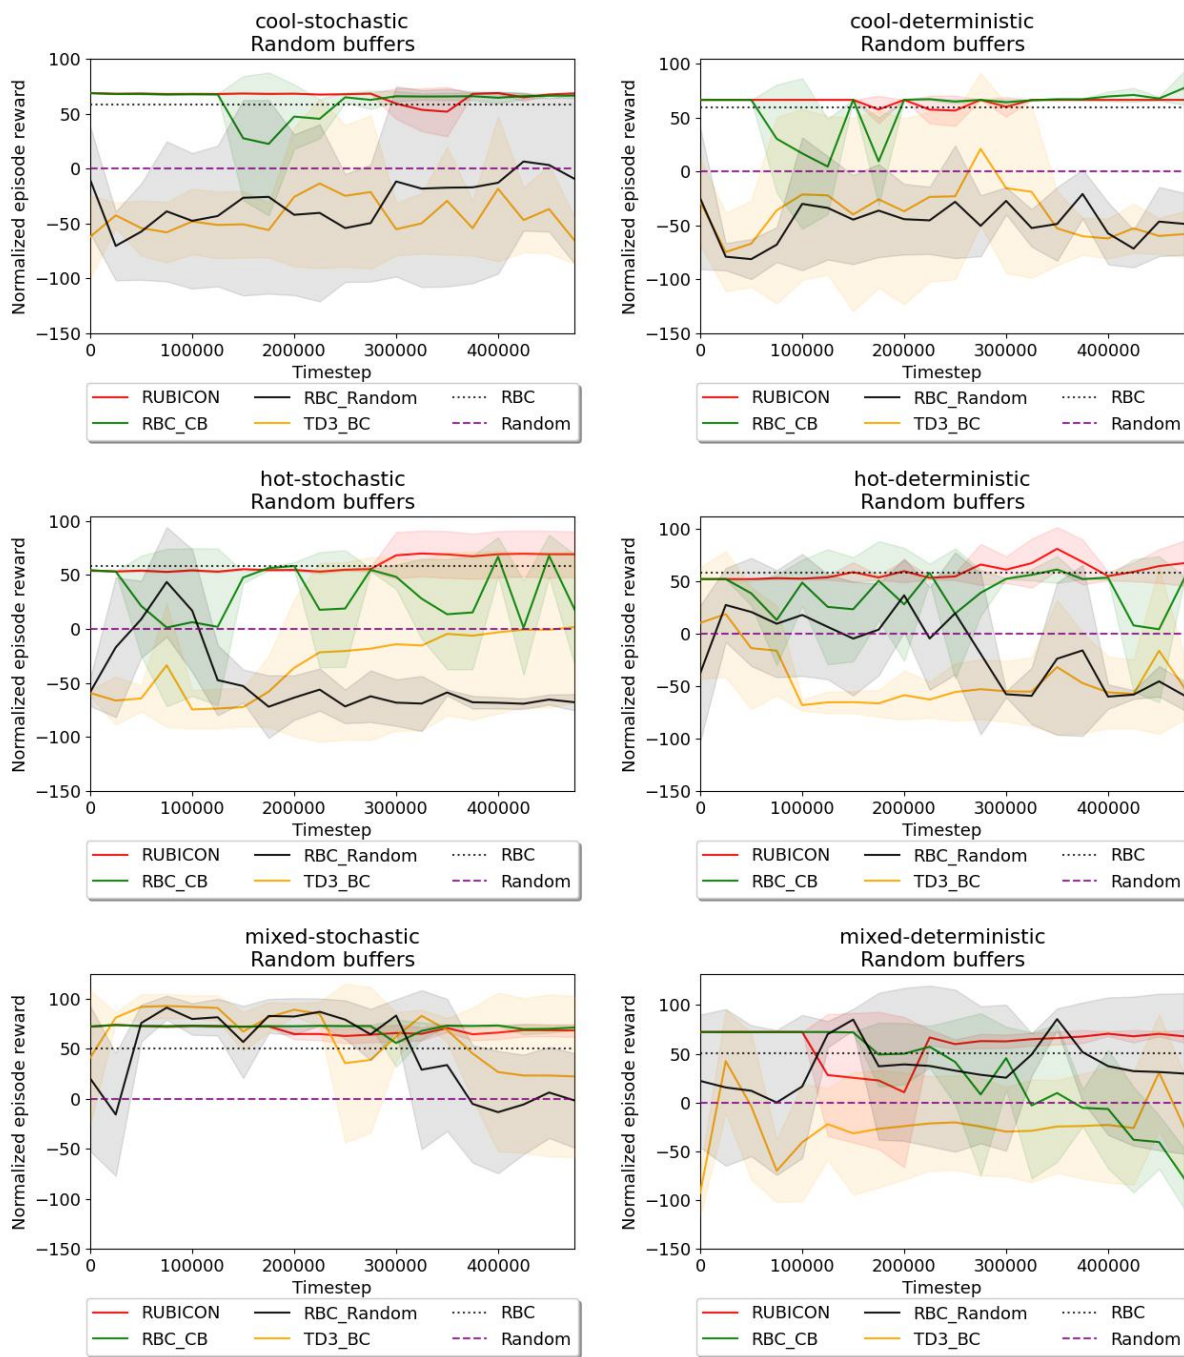 cool-stochastic
Random buffers
Normalized episode reward
100
50
0
−50
−100
−150
0 100000 200000 300000 400000
Timestep
RUBICON RBC_Random RBC
RBC_CB TD3_BC Random
cool-deterministic
Random buffers
Normalized episode reward
100
50
0
−50
−100
−150
0 100000 200000 300000 400000
Timestep
RUBICON RBC_Random RBC
RBC_CB TD3_BC Random
hot-stochastic
Random buffers
Normalized episode reward
100
50
0
−50
−100
−150
0 100000 200000 300000 400000
Timestep
RUBICON RBC_Random RBC
RBC_CB TD3_BC Random
hot-deterministic
Random buffers
Normalized episode reward
100
50
0
−50
−100
−150
0 100000 200000 300000 400000
Timestep
RUBICON RBC_Random RBC
RBC_CB TD3_BC Random
mixed-stochastic
Random buffers
Normalized episode reward
100
50
0
−50
−100
−150
0 100000 200000 300000 400000
Timestep
RUBICON RBC_Random RBC
RBC_CB TD3_BC Random
mixed-deterministic
Random buffers
Normalized episode reward
100
50
0
−50
−100
−150
0 100000 200000 300000 400000
Timestep
RUBICON RBC_Random RBC
RBC_CB TD3_BC Random